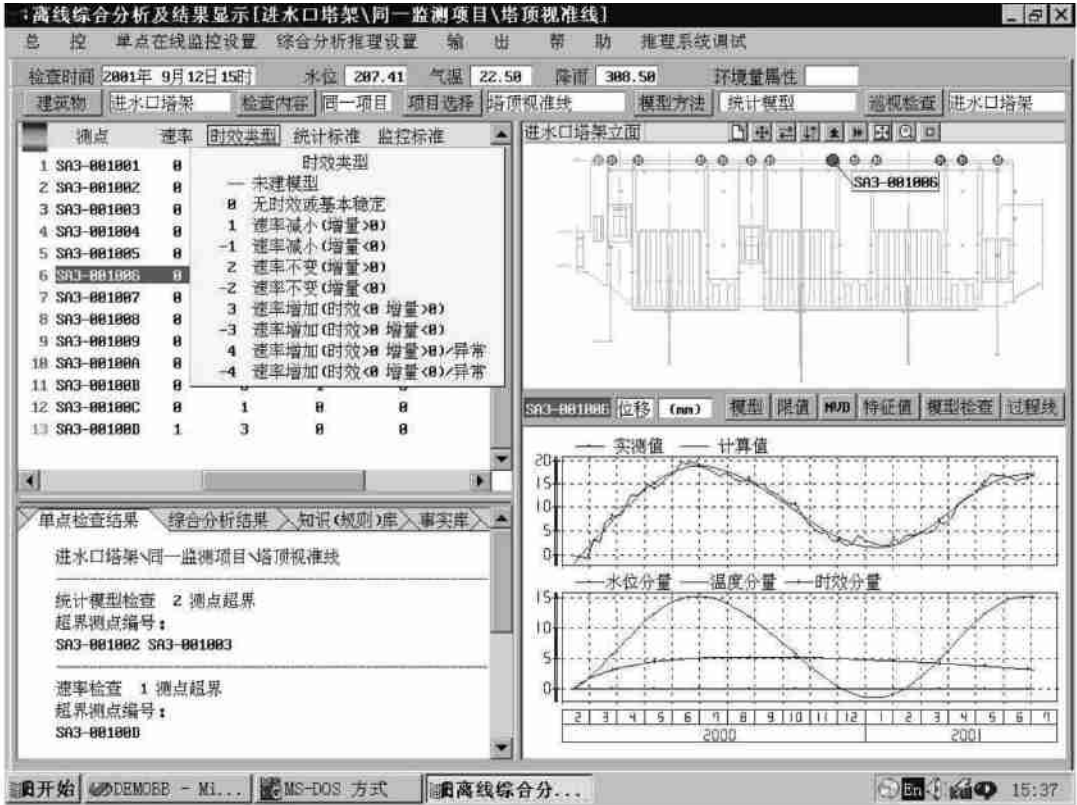 离线综合分析及结果显示[进水口塔架\同一监测项目\塔顶视准线]
总 控 单点在线监控设置 综合分析推理设置 输 出 帮 助 推理系统调试
检查时间 2001年 9月12日15时 水位 207.41 气温 22.50 降雨 308.50 环境量属性
建筑物 进水口塔架 检查内容 同一项目 项目选择 塔顶视准线 模型方法 统计模型 巡视检查 进水口塔架
测点 速率 时效类型 统计标准 监控标准
1 SA3-001001 0
2 SA3-001002 0
3 SA3-001003 0
4 SA3-001004 0
5 SA3-001005 0
6 SA3-001006 0
7 SA3-001007 0
8 SA3-001008 0
9 SA3-001009 0
10 SA3-00100A 0
11 SA3-00100B 0
12 SA3-00100C 0 1 0 0
13 SA3-00100D 1 3 0 0
时效类型
— 未建模型
0 无时效或基本稳定
1 速率减小(增量>0)
-1 速率减小(增量<0)
2 速率不变(增量>0)
-2 速率不变(增量<0)
3 速率增加(时效<0 增量>0)
-3 速率增加(时效>0 增量<0)
4 速率增加(时效>0 增量>0)/异常
-4 速率增加(时效<0 增量<0)/异常
进水口塔架立面
SA3-001006
单点检查结果 综合分析结果 知识(规则)库 事实库
进水口塔架\同一监测项目\塔顶视准线
统计模型检查 2 测点超界
超界测点编号:
SA3-001002 SA3-001003
速率检查 1 测点超界
超界测点编号:
SA3-00100D
SA3-001006 位移 (mm) 模型 限值 MVD 特征值 模型检查 过程线
实测值 计算值
20
15
10
5
0
水位分量 温度分量 时效分量
15
10
5
0
2 3 4 5 6 7 8 9 10 11 12 1 2 3 4 5 6 7
2000 2001
开始 DEMOBB - Mi... MS-DOS 方式 离线综合分... En 15:37